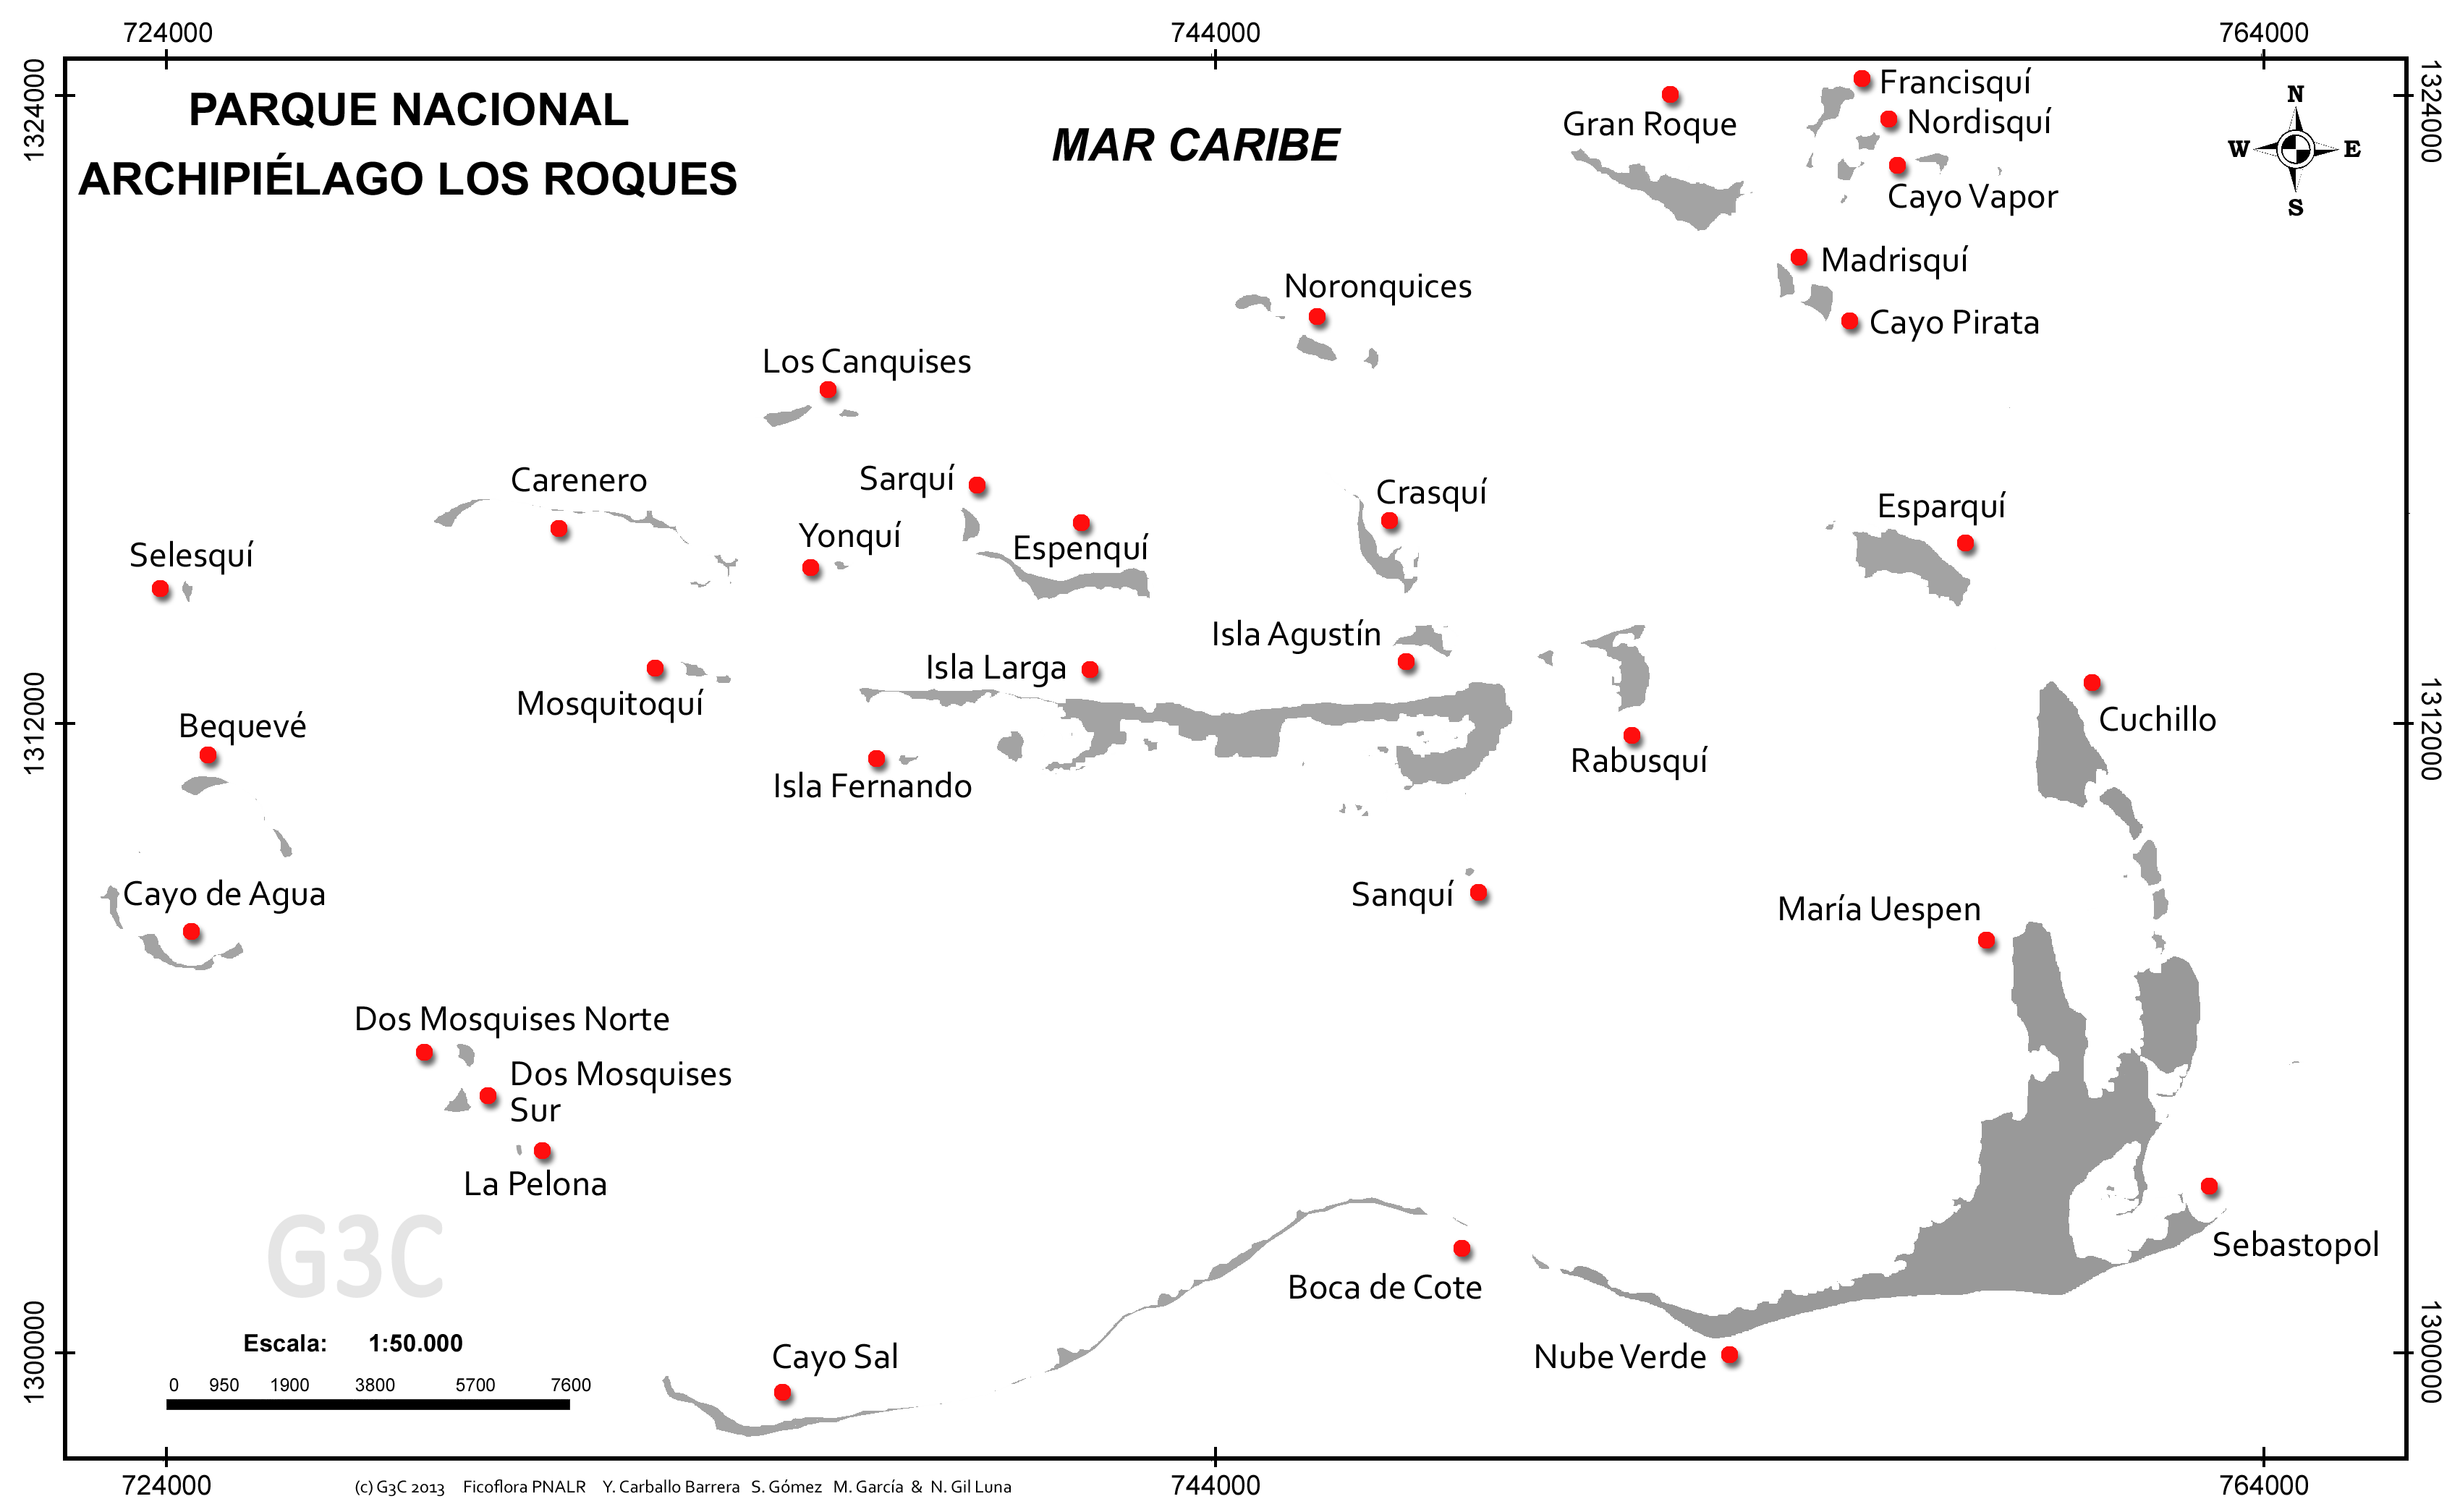 724000 744000 764000
1324000 1324000
PARQUE NACIONAL
ARCHIPIÉLAGO LOS ROQUES
MAR CARIBE
Francisquí
Gran Roque
Nordisquí
N
W E
S
Cayo Vapor
Madrisquí
Noronquices
Cayo Pirata
Los Canquises
Carenero
Sarquí
Crasquí
Esparquí
Yonquí
Espenquí
Selesquí
Isla Agustín
Isla Larga
Mosquitoquí
1312000 1312000
Cuchillo
Bequevé
Rabusquí
Isla Fernando
Cayo de Agua
Sanquí
María Uespen
Dos Mosquises Norte
Dos Mosquises
Sur
La Pelona
G3C
Sebastopol
Boca de Cote
Escala: 1:50.000
Cayo Sal
Nube Verde
1300000 1300000
0 950 1900 3800 5700 7600
724000 744000 764000
(c) G3C 2013 Ficoflora PNALR Y. Carballo Barrera S. Gómez M. García & N. Gil Luna